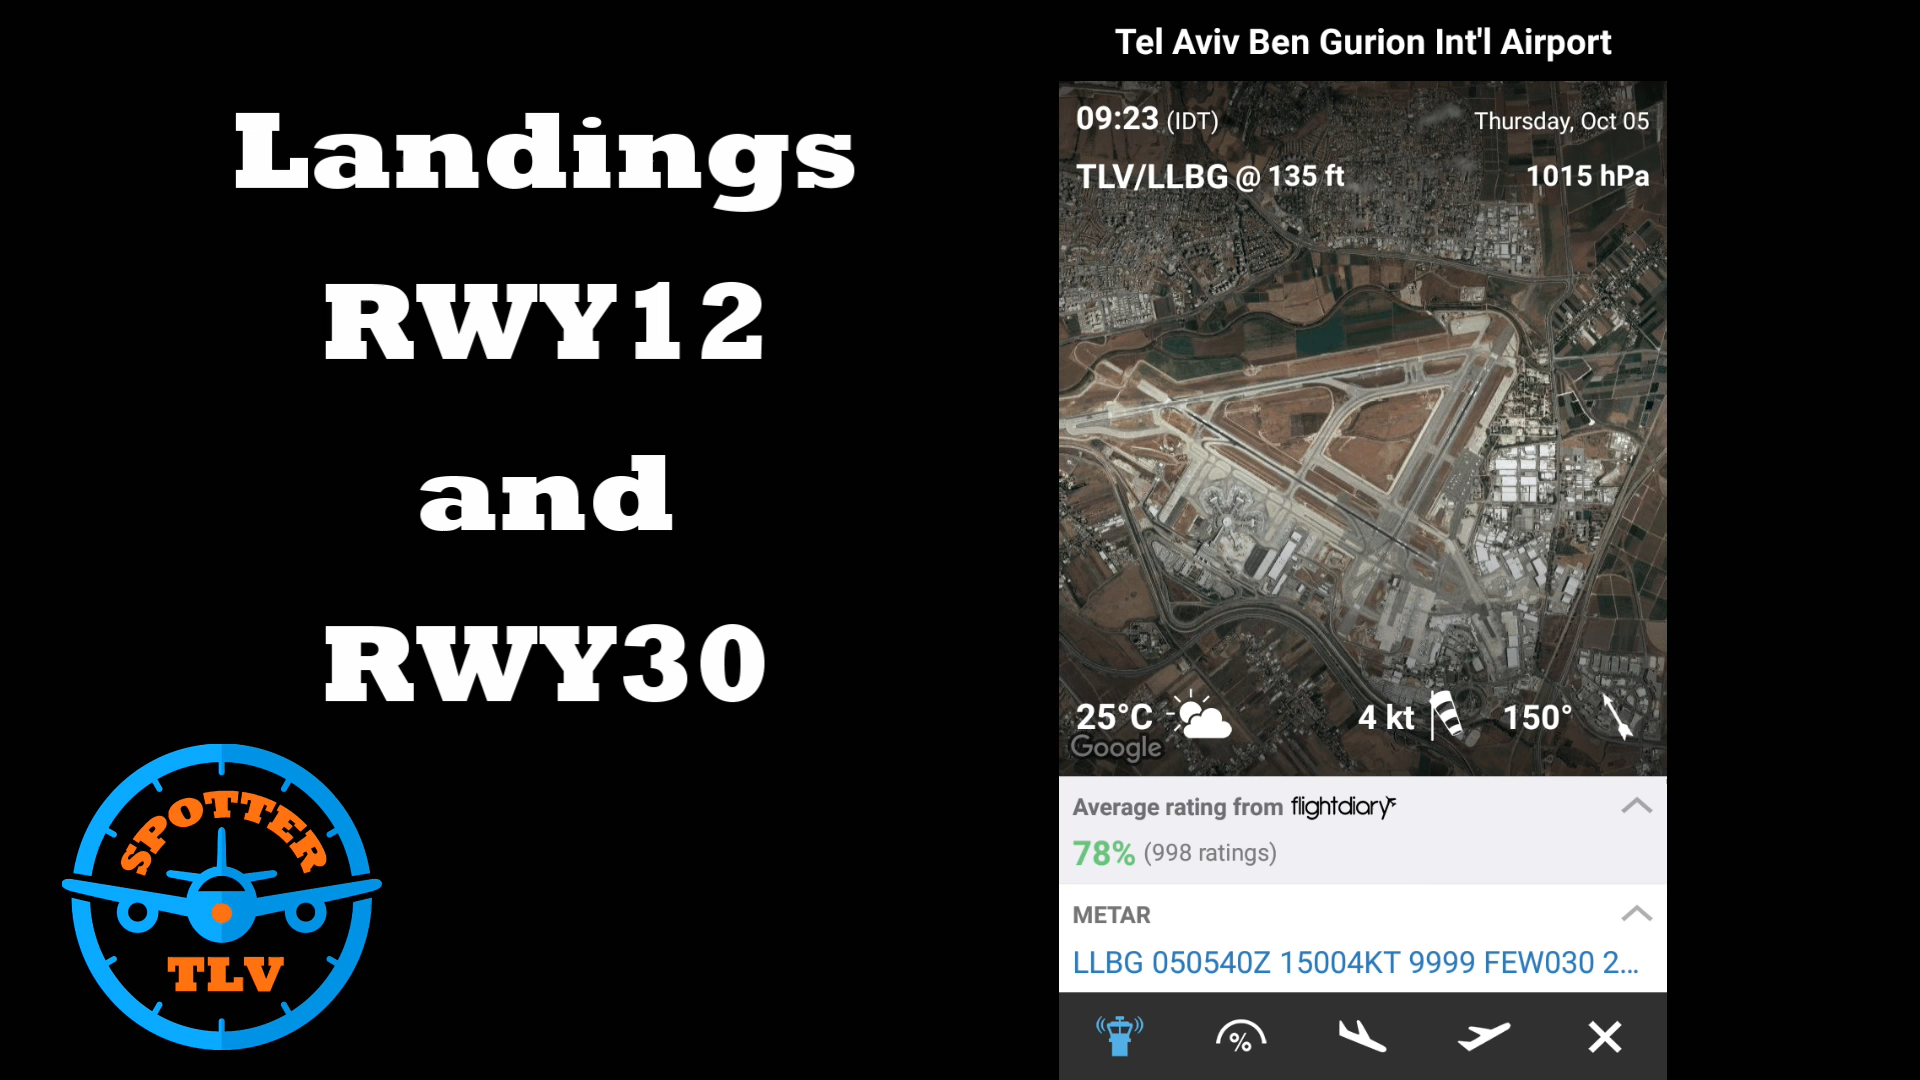 Landings
RWY12
and
RWY30
SPOTTER
TLV
Tel Aviv Ben Gurion Int'l Airport
09:23 (IDT)
Thursday, Oct 05
TLV/LLBG @ 135 ft
1015 hPa
25°C
4 kt
150°
Google
Average rating from flightdiary
78% (998 ratings)
METAR
LLBG 050540Z 15004KT 9999 FEW030 2...
%